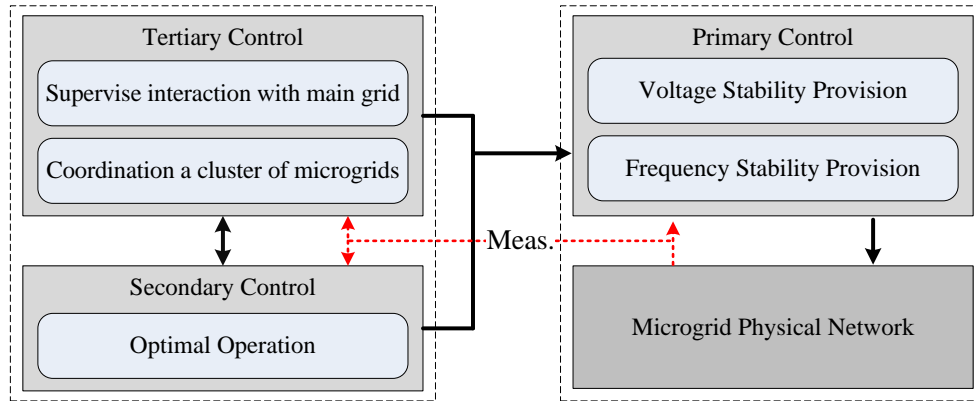 Tertiary Control
Supervise interaction with main grid
Coordination a cluster of microgrids
Secondary Control
Optimal Operation
Meas.
Primary Control
Voltage Stability Provision
Frequency Stability Provision
Microgrid Physical Network